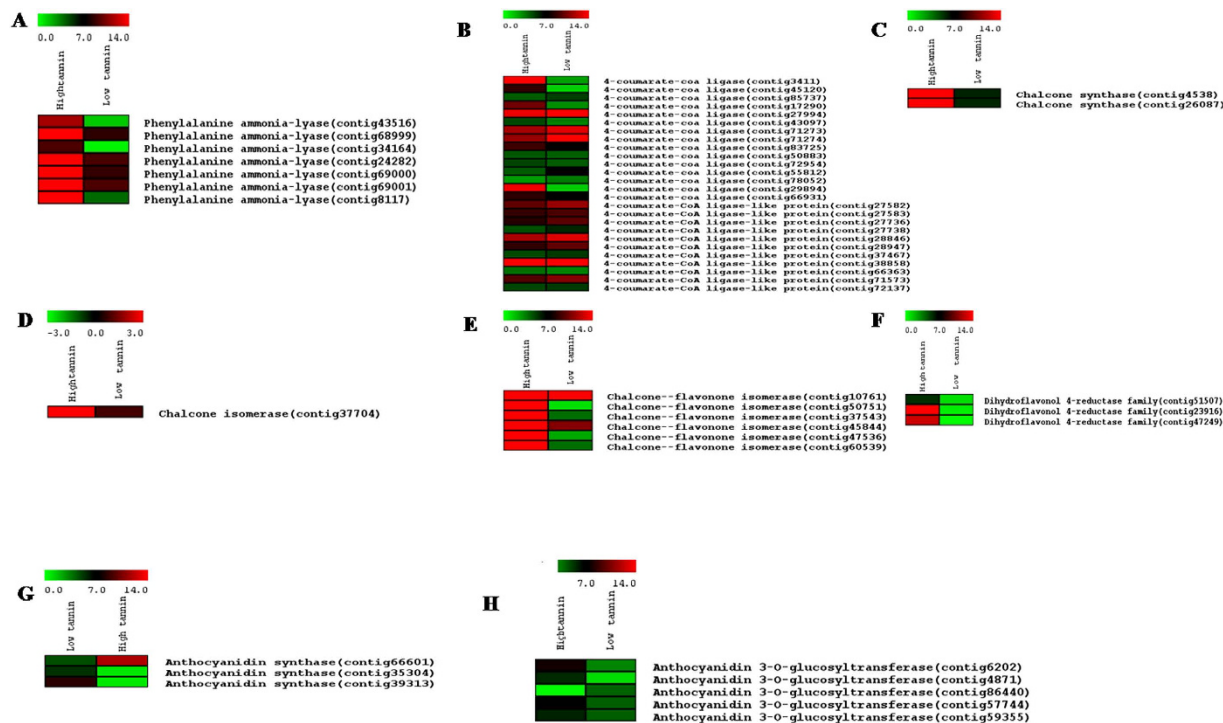 A
0.0 7.0 14.0
Hightannin
Low tannin
Phenylalanine ammonia-lyase(contig43516)
Phenylalanine ammonia-lyase(contig68999)
Phenylalanine ammonia-lyase(contig34164)
Phenylalanine ammonia-lyase(contig24282)
Phenylalanine ammonia-lyase(contig69000)
Phenylalanine ammonia-lyase(contig69001)
Phenylalanine ammonia-lyase(contig8117)
B
0.0 7.0 14.0
Hightannin
Low tannin
4-coumarate-coa ligase(contig3411)
4-coumarate-coa ligase(contig45120)
4-coumarate-coa ligase(contig85737)
4-coumarate-coa ligase(contig17290)
4-coumarate-coa ligase(contig27994)
4-coumarate-coa ligase(contig43097)
4-coumarate-coa ligase(contig71273)
4-coumarate-coa ligase(contig71274)
4-coumarate-coa ligase(contig83725)
4-coumarate-coa ligase(contig50883)
4-coumarate-coa ligase(contig72954)
4-coumarate-coa ligase(contig55812)
4-coumarate-coa ligase(contig78052)
4-coumarate-coa ligase(contig29894)
4-coumarate-coa ligase(contig66931)
4-coumarate-CoA ligase-like protein(contig27582)
4-coumarate-CoA ligase-like protein(contig27583)
4-coumarate-CoA ligase-like protein(contig27736)
4-coumarate-CoA ligase-like protein(contig27738)
4-coumarate-CoA ligase-like protein(contig28846)
4-coumarate-CoA ligase-like protein(contig28947)
4-coumarate-CoA ligase-like protein(contig37467)
4-coumarate-CoA ligase-like protein(contig38858)
4-coumarate-CoA ligase-like protein(contig66363)
4-coumarate-CoA ligase-like protein(contig71573)
4-coumarate-CoA ligase-like protein(contig72137)
C
0.0 7.0 14.0
Hightannin
Low tannin
Chalcone synthase(contig4538)
Chalcone synthase(contig26087)
D
-3.0 0.0 3.0
Hightannin
Low tannin
Chalcone isomerase(contig37704)
E
0.0 7.0 14.0
Hightannin
Low tannin
Chalcone--flavonone isomerase(contig10761)
Chalcone--flavonone isomerase(contig50751)
Chalcone--flavonone isomerase(contig37543)
Chalcone--flavonone isomerase(contig45844)
Chalcone--flavonone isomerase(contig47536)
Chalcone--flavonone isomerase(contig60539)
F
0.0 7.0 14.0
Hightannin
Low tannin
Dihydroflavonol 4-reductase family(contig51507)
Dihydroflavonol 4-reductase family(contig23916)
Dihydroflavonol 4-reductase family(contig47249)
G
0.0 7.0 14.0
Low tannin
High tannin
Anthocyanidin synthase(contig66601)
Anthocyanidin synthase(contig35304)
Anthocyanidin synthase(contig39313)
H
7.0 14.0
Hightannin
Low tannin
Anthocyanidin 3-O-glucosyltransferase(contig6202)
Anthocyanidin 3-O-glucosyltransferase(contig4871)
Anthocyanidin 3-O-glucosyltransferase(contig86440)
Anthocyanidin 3-O-glucosyltransferase(contig57744)
Anthocyanidin 3-O-glucosyltransferase(contig59355)